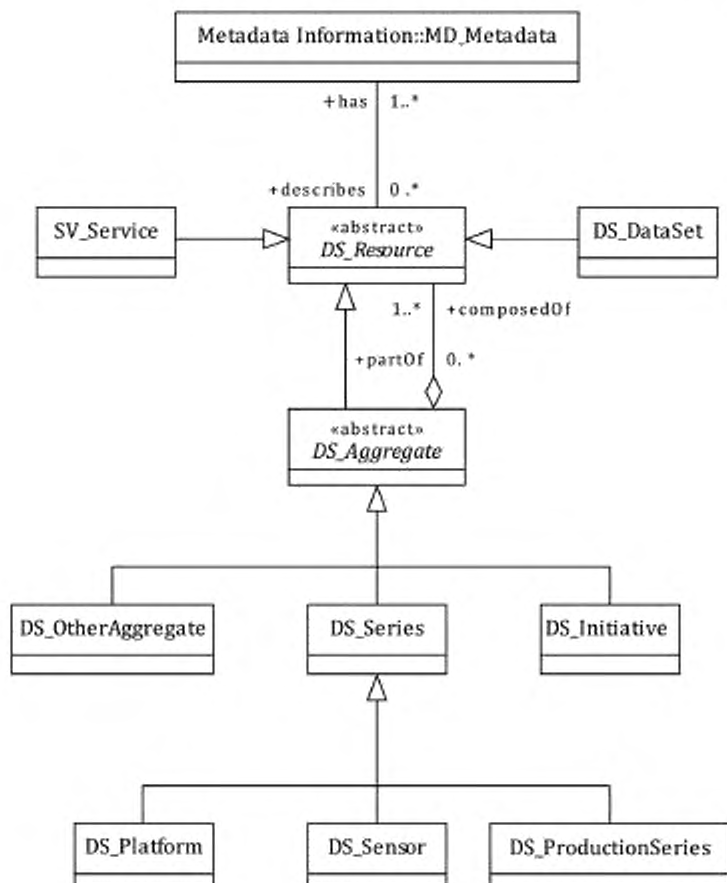 Metadata Information::MD_Metadata
+has 1..*
+describes 0..*
SV_Service
«abstract»
DS_Resource
DS_DataSet
1..* +composedOf
+partOf 0..*
«abstract»
DS_Aggregate
DS_OtherAggregate
DS_Series
DS_Initiative
DS_Platform
DS_Sensor
DS_ProductionSeries